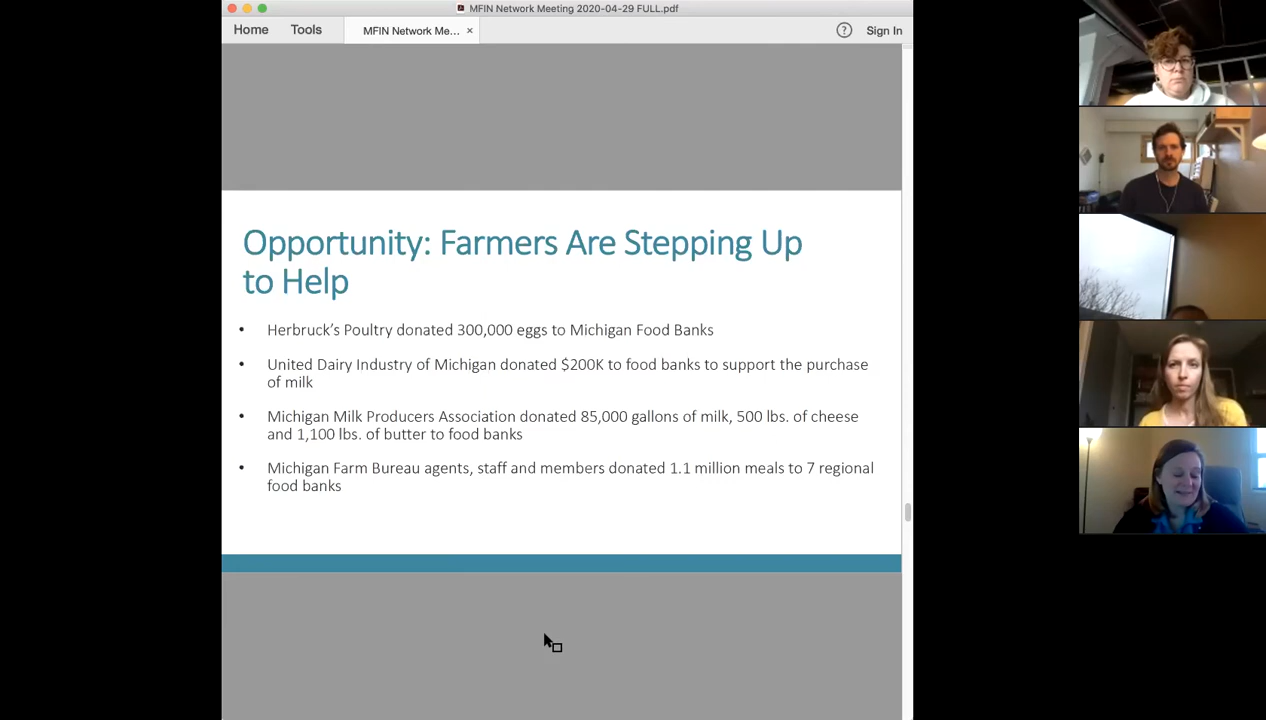 MFIN Network Meeting 2020-04-29 FULL.pdf
Home Tools MFIN Network Me... × ? Sign In
Opportunity: Farmers Are Stepping Up
to Help
• Herbruck's Poultry donated 300,000 eggs to Michigan Food Banks
• United Dairy Industry of Michigan donated $200K to food banks to support the purchase
of milk
• Michigan Milk Producers Association donated 85,000 gallons of milk, 500 lbs. of cheese
and 1,100 lbs. of butter to food banks
• Michigan Farm Bureau agents, staff and members donated 1.1 million meals to 7 regional
food banks